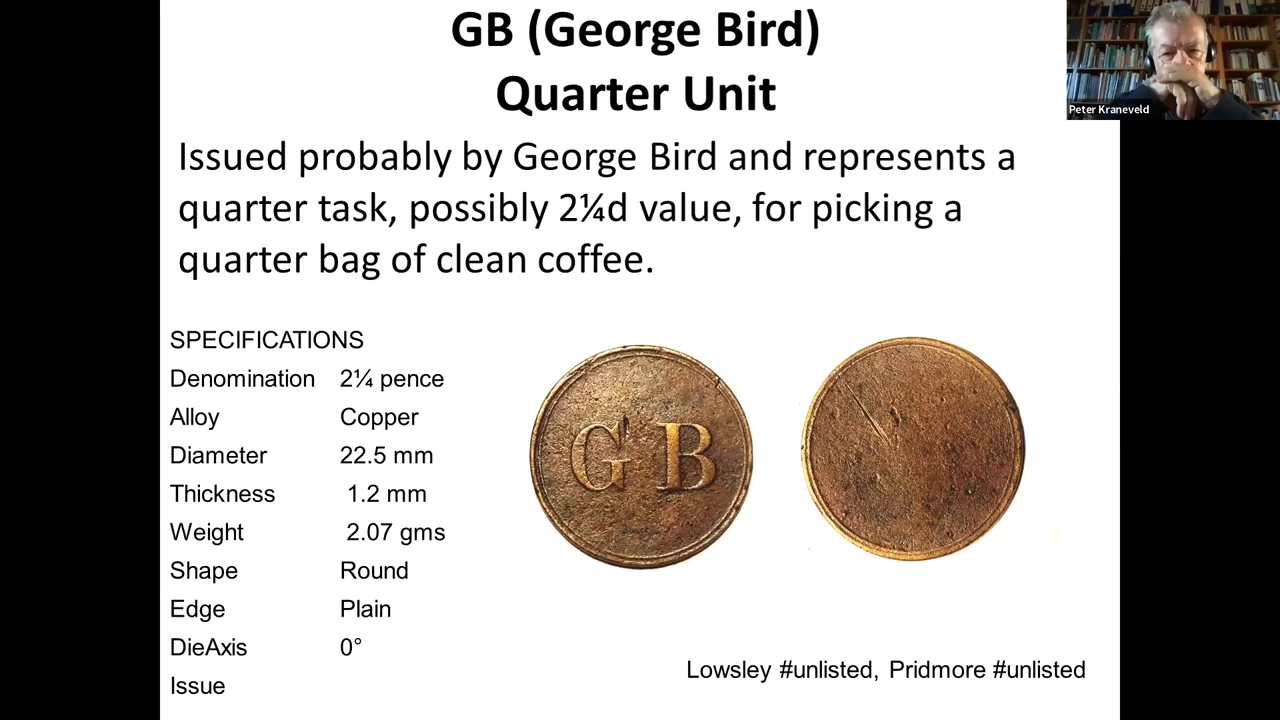 GB (George Bird)
Quarter Unit
Peter Kraneveld
Issued probably by George Bird and represents a
quarter task, possibly 2¼d value, for picking a
quarter bag of clean coffee.
SPECIFICATIONS
Denomination 2¼ pence
Alloy Copper
Diameter 22.5 mm
Thickness 1.2 mm
Weight 2.07 gms
Shape Round
Edge Plain
DieAxis 0°
Issue
G B
Lowsley #unlisted, Pridmore #unlisted